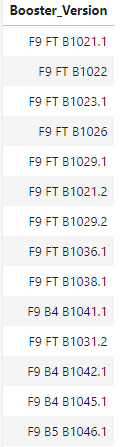 Booster_Version
F9 FT B1021.1
F9 FT B1022
F9 FT B1023.1
F9 FT B1026
F9 FT B1029.1
F9 FT B1021.2
F9 FT B1029.2
F9 FT B1036.1
F9 FT B1038.1
F9 B4 B1041.1
F9 FT B1031.2
F9 B4 B1042.1
F9 B4 B1045.1
F9 B5 B1046.1